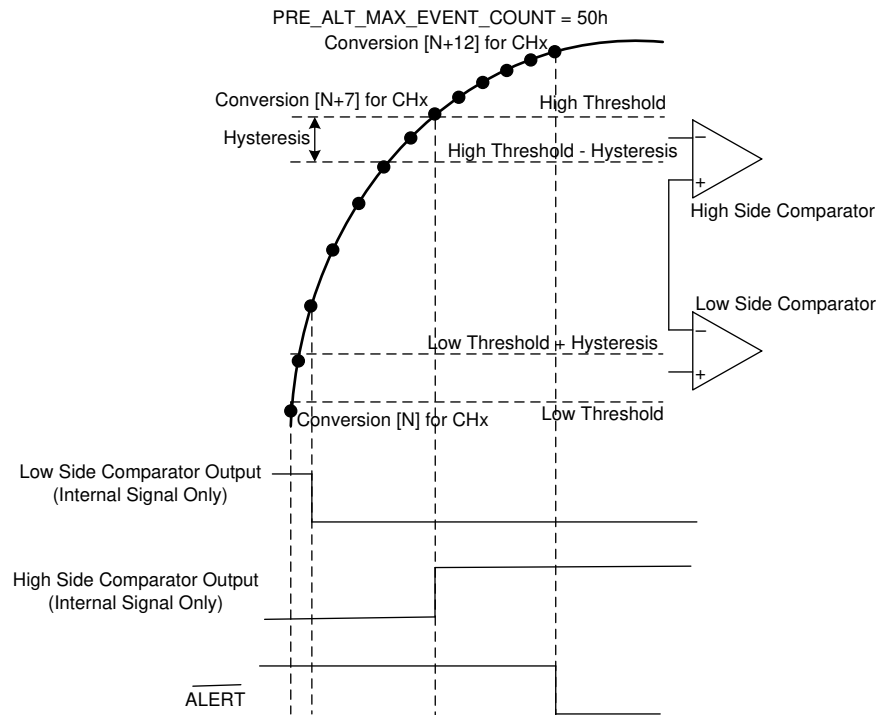 PRE_ALT_MAX_EVENT_COUNT = 50h
Conversion [N+12] for CHx
Conversion [N+7] for CHx
High Threshold
Hysteresis
High Threshold - Hysteresis
−
+
High Side Comparator
Low Side Comparator
−
Low Threshold + Hysteresis
+
Conversion [N] for CHx
Low Threshold
Low Side Comparator Output
(Internal Signal Only)
High Side Comparator Output
(Internal Signal Only)
ALERT